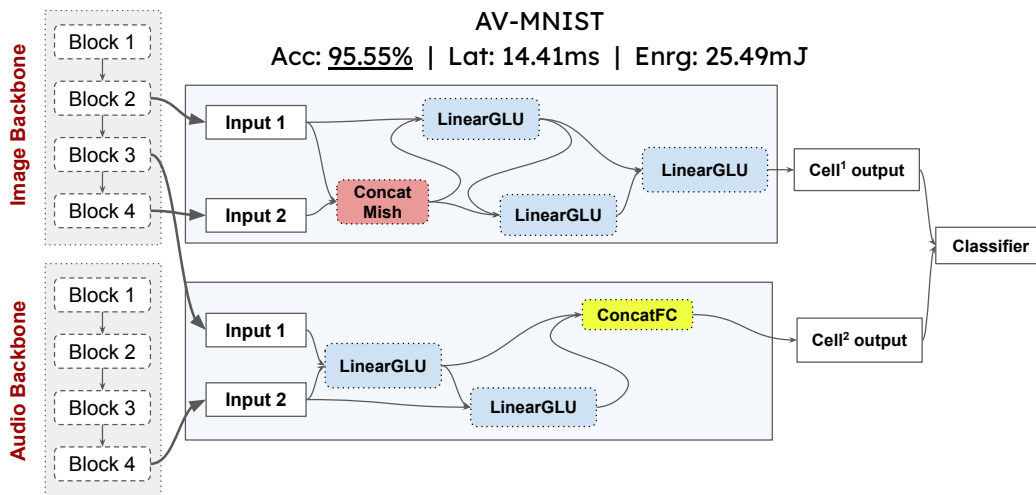 AV-MNIST
Acc: 95.55% | Lat: 14.41ms | Enrg: 25.49mJ
Image Backbone
Block 1
Block 2
Block 3
Block 4
Input 1
Input 2
Concat
Mish
LinearGLU
LinearGLU
LinearGLU
Cell¹ output
Classifier
Audio Backbone
Block 1
Block 2
Block 3
Block 4
Input 1
Input 2
LinearGLU
LinearGLU
ConcatFC
Cell² output